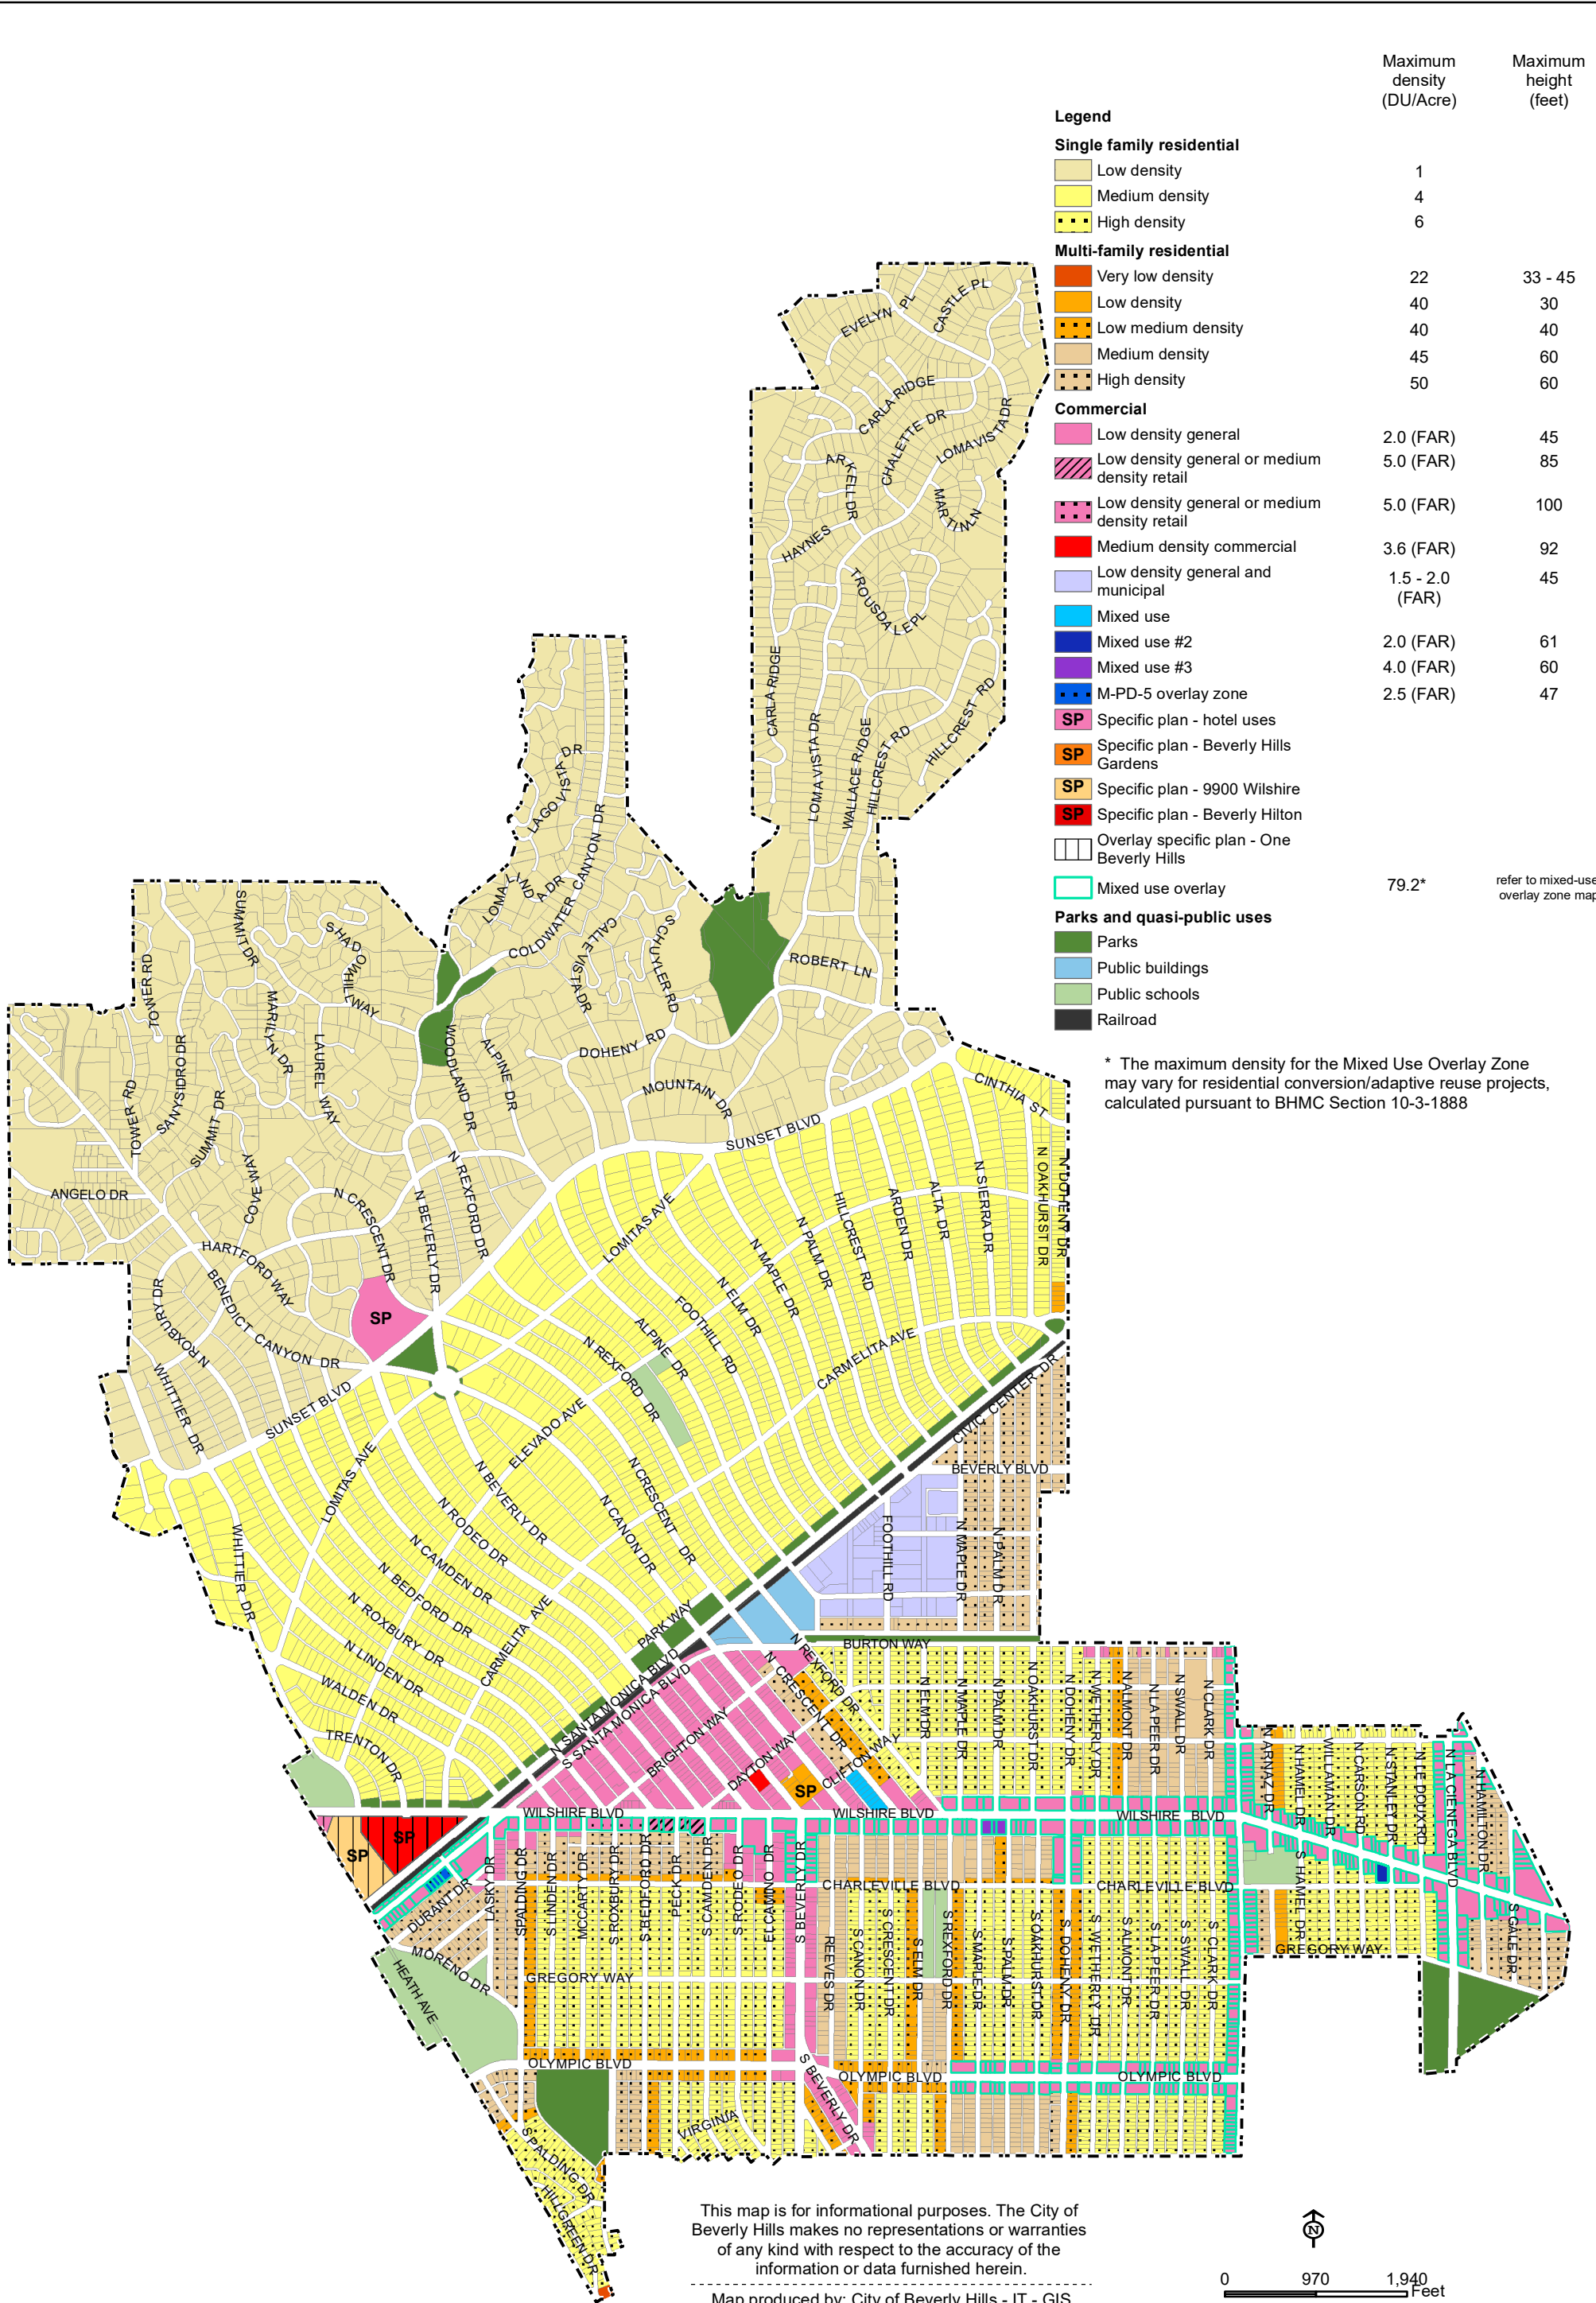 Maximum density (DU/Acre)
Maximum height (feet)
Legend
Single family residential
Low density 1
Medium density 4
High density 6
Multi-family residential
Very low density 22 33 - 45
Low density 40 30
Low medium density 40 40
Medium density 45 60
High density 50 60
Commercial
Low density general 2.0 (FAR) 45
Low density general or medium 5.0 (FAR) 85
density retail
Low density general or medium 5.0 (FAR) 100
density retail
Medium density commercial 3.6 (FAR) 92
Low density general and 1.5 - 2.0 45
municipal (FAR)
Mixed use
Mixed use #2 2.0 (FAR) 61
Mixed use #3 4.0 (FAR) 60
M-PD-5 overlay zone 2.5 (FAR) 47
SP Specific plan - hotel uses
SP Specific plan - Beverly Hills
Gardens
SP Specific plan - 9900 Wilshire
SP Specific plan - Beverly Hilton
Overlay specific plan - One
Beverly Hills
Mixed use overlay 79.2* refer to mixed-use
overlay zone map
Parks and quasi-public uses
Parks
Public buildings
Public schools
Railroad
* The maximum density for the Mixed Use Overlay Zone
may vary for residential conversion/adaptive reuse projects,
calculated pursuant to BHMC Section 10-3-1888
EVELYN PL
CASTLE PL
CARLA RIDGE
CHALETTE DR
LOMA VISTA DR
ARKELL DR
MARTIN LN
HAYNES
TROUSDALE PL
CARLA RIDGE
LOMA VISTA DR
WALLACE RIDGE
HILLCREST RD
HILLCREST RD
LAGO VISTA DR
COLDWATER CANYON DR
LOMA LINDA DR
CALLE VISTA DR
SCHUYLER RD
ROBERT LN
SUMMIT DR
SHADOW HILL WAY
TOWER RD
MARILYN DR
LAUREL WAY
SAN YSIDRO DR
TOWER RD
SUMMIT DR
COVE WAY
WOODLAND DR
ALPINE DR
DOHENY RD
MOUNTAIN DR
SUNSET BLVD
CINTHIA ST
ANGELO DR
HARTFORD WAY
N CRESCENT DR
N BEVERLY DR
N REXFORD DR
BENEDICT CANYON DR
N ROXBURY DR
WHITTIER DR
SUNSET BLVD
SP
LOMITAS AVE
N MAPLE DR
N PALM DR
HILLCREST RD
ARDEN DR
ALTA DR
N SIERRA DR
N OAKHURST DR
N DOHENY DR
N ELM DR
FOOTHILL RD
ALPINE DR
N REXFORD DR
CARMELITA AVE
CIVIC CENTER DR
BEVERLY BLVD
ELEVADO AVE
LOMITAS AVE
N BEVERLY DR
N RODEO DR
N CAMDEN DR
N BEDFORD DR
N ROXBURY DR
N LINDEN DR
WALDEN DR
TRENTON DR
WHITTIER DR
N CANON DR
N CRESCENT DR
CARMELITA AVE
PARK WAY
N SANTA MONICA BLVD
S SANTA MONICA BLVD
FOOTHILL RD
N MAPLE DR
N PALM DR
BURTON WAY
BRIGHTON WAY
DAYTON WAY
CLIFTON WAY
N CRESCENT DR
N REXFORD DR
SP
N ELM DR
N MAPLE DR
N PALM DR
N OAKHURST DR
N DOHENY DR
N WETHERLY DR
N ALMONT DR
N LA PEER DR
N SWALL DR
N CLARK DR
N ARNAZ DR
N HAMEL DR
WILLAMAN DR
N CARSON RD
N STANLEY DR
N LE DOUX RD
N LA CIENEGA BLVD
N HAMILTON DR
WILSHIRE BLVD
WILSHIRE BLVD
WILSHIRE BLVD
SP
SP
DURANT DR
LASKY DR
SPALDING DR
S LINDEN DR
MCCARTY DR
S ROXBURY DR
S BEDFORD DR
PECK DR
S CAMDEN DR
S RODEO DR
EL CAMINO DR
S BEVERLY DR
CHARLEVILLE BLVD
CHARLEVILLE BLVD
REEVES DR
S CANON DR
S CRESCENT DR
S ELM DR
S REXFORD DR
S MAPLE DR
S PALM DR
S OAKHURST DR
S DOHENY DR
S WETHERLY DR
S ALMONT DR
S LA PEER DR
S SWALL DR
S CLARK DR
S HAMEL DR
S GALE DR
GREGORY WAY
GREGORY WAY
MORENO DR
HEATH AVE
OLYMPIC BLVD
OLYMPIC BLVD
OLYMPIC BLVD
S BEVERLY DR
VIRGINIA
S SPALDING DR
HILLGREEN DR
This map is for informational purposes. The City of
Beverly Hills makes no representations or warranties
of any kind with respect to the accuracy of the
information or data furnished herein.
Map produced by: City of Beverly Hills - IT - GIS
N
0 970 1,940
Feet